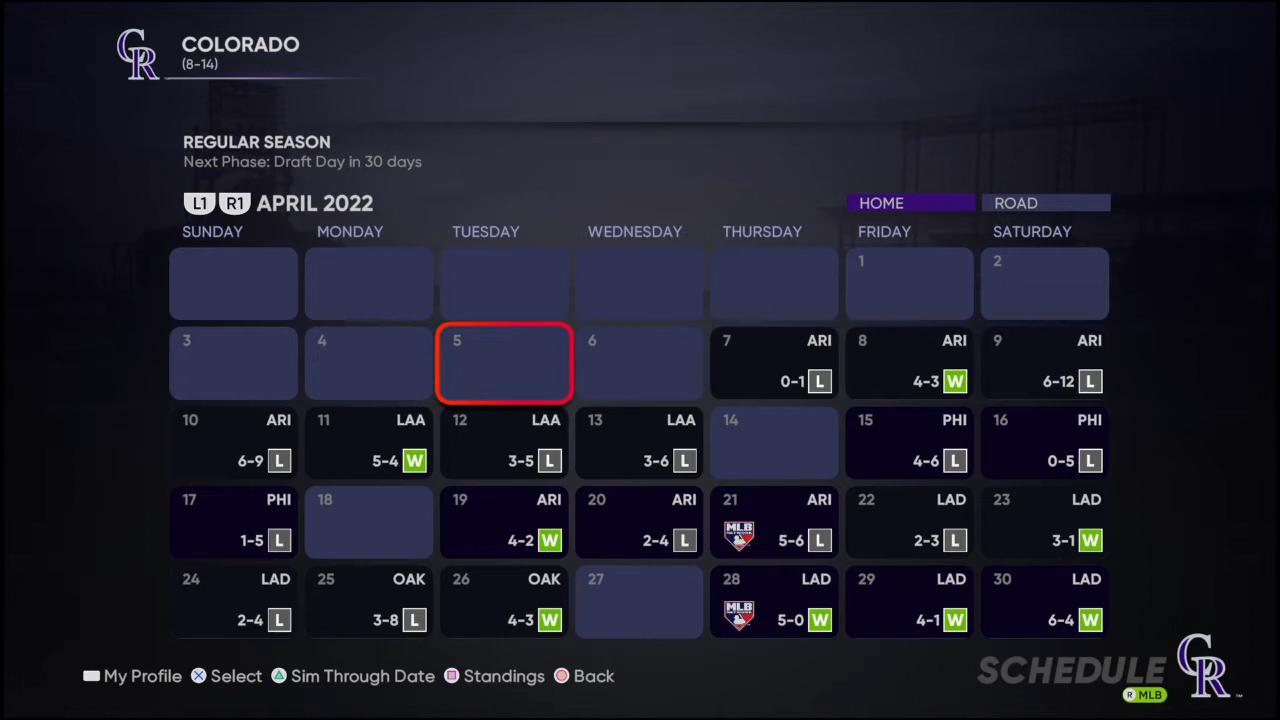 CR
COLORADO
(8-14)
REGULAR SEASON
Next Phase: Draft Day in 30 days
L1 R1 APRIL 2022
HOME ROAD
SUNDAY MONDAY TUESDAY WEDNESDAY THURSDAY FRIDAY SATURDAY
1 2
3 4 5 6 7 ARI 8 ARI 9 ARI
0-1 L 4-3 W 6-12 L
10 ARI 11 LAA 12 LAA 13 LAA 14 15 PHI 16 PHI
6-9 L 5-4 W 3-5 L 3-6 L 4-6 L 0-5 L
17 PHI 18 19 ARI 20 ARI 21 ARI 22 LAD 23 LAD
1-5 L 4-2 W 2-4 L MLB NETWORK 5-6 L 2-3 L 3-1 W
24 LAD 25 OAK 26 OAK 27 28 LAD 29 LAD 30 LAD
2-4 L 3-8 L 4-3 W MLB NETWORK 5-0 W 4-1 W 6-4 W
My Profile Select Sim Through Date Standings Back
SCHEDULE CR ™
R MLB